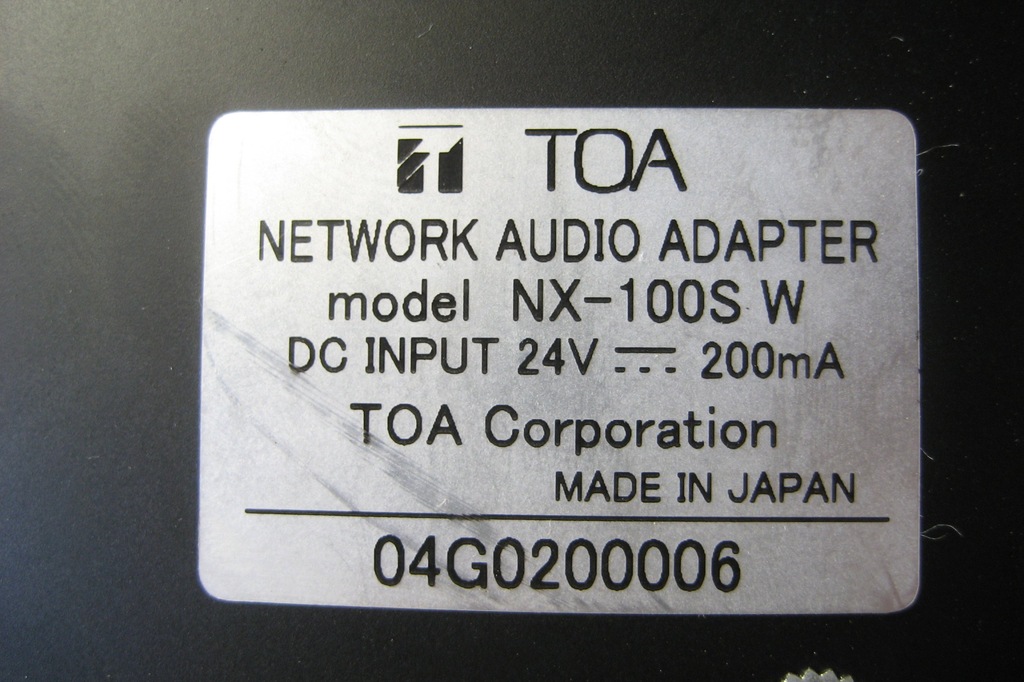 TOA
NETWORK AUDIO ADAPTER
model NX-100S W
DC INPUT 24V ⎓ 200mA
TOA Corporation
MADE IN JAPAN
04G0200006